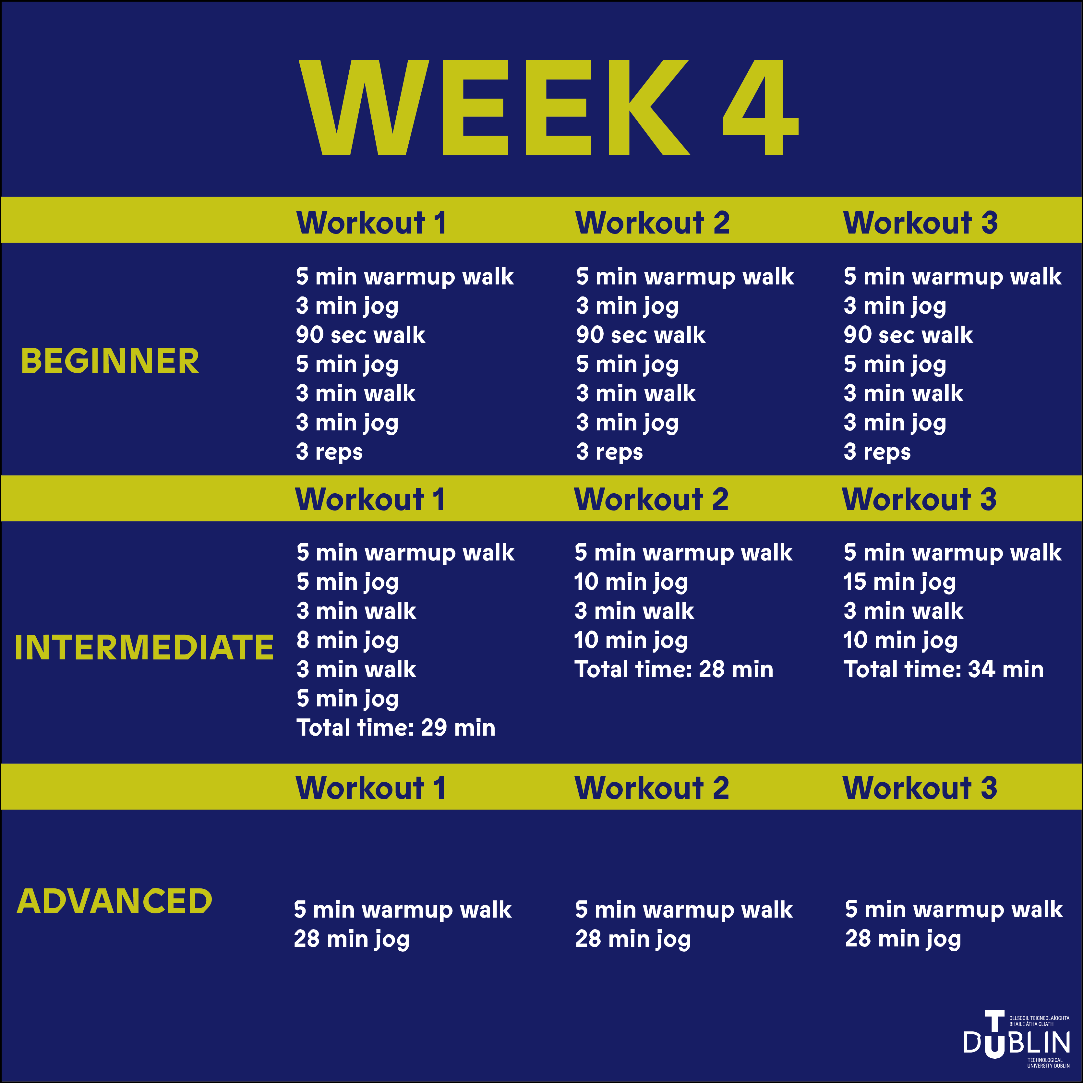 WEEK 4
Workout 1 Workout 2 Workout 3
BEGINNER
5 min warmup walk
3 min jog
90 sec walk
5 min jog
3 min walk
3 min jog
3 reps
5 min warmup walk
3 min jog
90 sec walk
5 min jog
3 min walk
3 min jog
3 reps
5 min warmup walk
3 min jog
90 sec walk
5 min jog
3 min walk
3 min jog
3 reps
Workout 1 Workout 2 Workout 3
INTERMEDIATE
5 min warmup walk
5 min jog
3 min walk
8 min jog
3 min walk
5 min jog
Total time: 29 min
5 min warmup walk
10 min jog
3 min walk
10 min jog
Total time: 28 min
5 min warmup walk
15 min jog
3 min walk
10 min jog
Total time: 34 min
Workout 1 Workout 2 Workout 3
ADVANCED
5 min warmup walk
28 min jog
5 min warmup walk
28 min jog
5 min warmup walk
28 min jog
OLLSCOIL TEICNEOLAÍOCHTA
BHAILE ÁTHA CLIATH
TU DUBLIN
TECHNOLOGICAL
UNIVERSITY DUBLIN